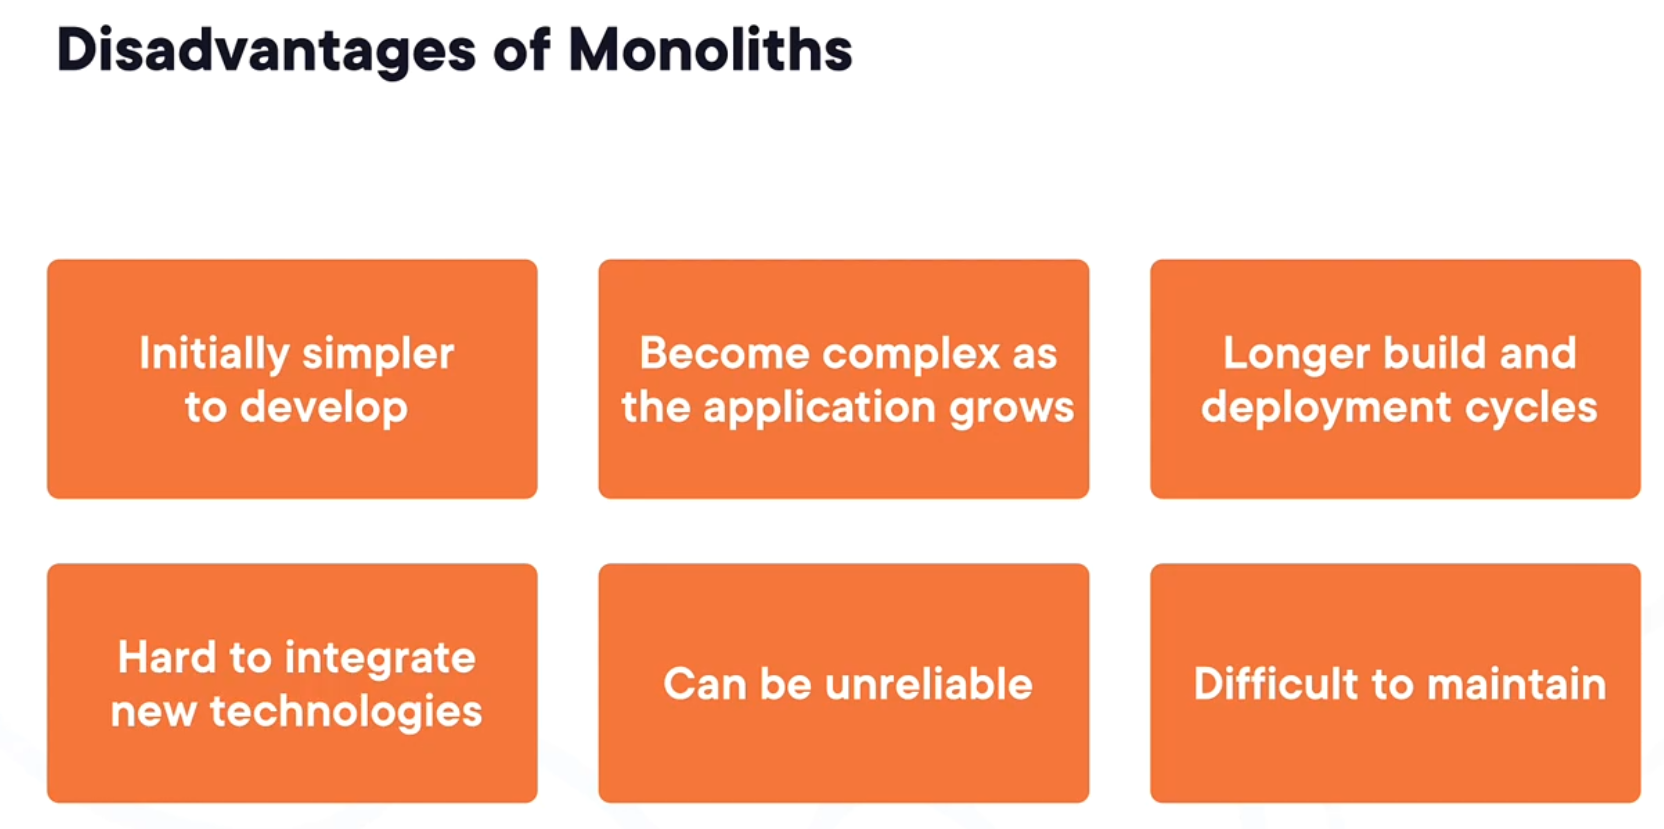 Disadvantages of Monoliths
Initially simpler
to develop
Become complex as
the application grows
Longer build and
deployment cycles
Hard to integrate
new technologies
Can be unreliable
Difficult to maintain